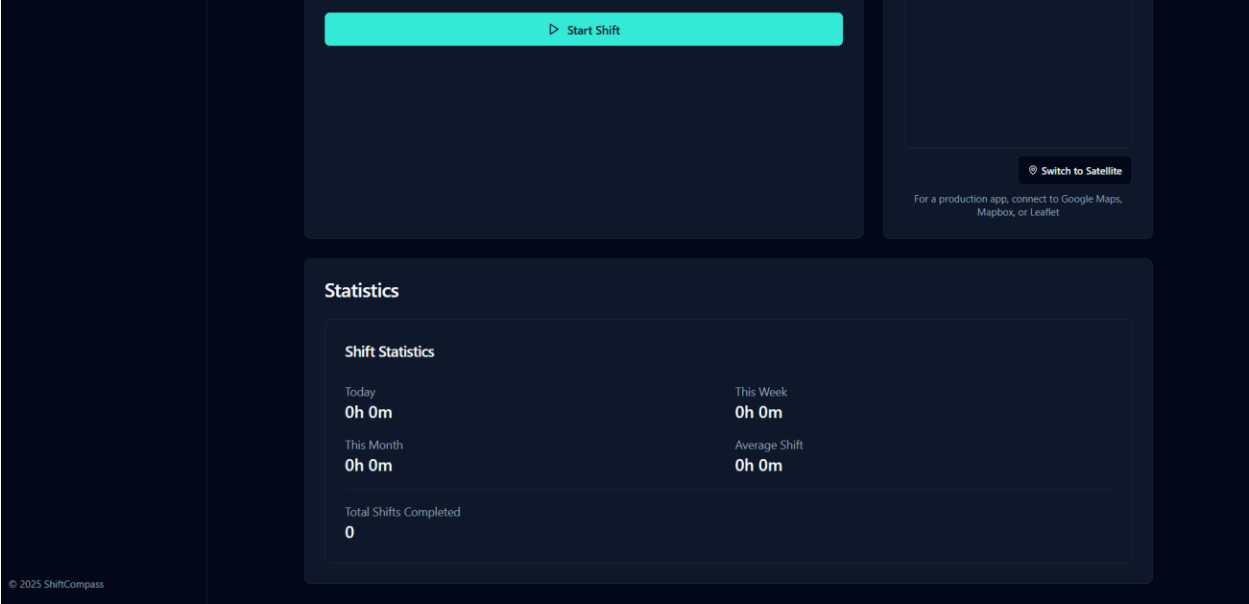 Start Shift
Switch to Satellite
For a production app, connect to Google Maps,
Mapbox, or Leaflet
Statistics
Shift Statistics
Today
0h 0m
This Week
0h 0m
This Month
0h 0m
Average Shift
0h 0m
Total Shifts Completed
0
© 2025 ShiftCompass